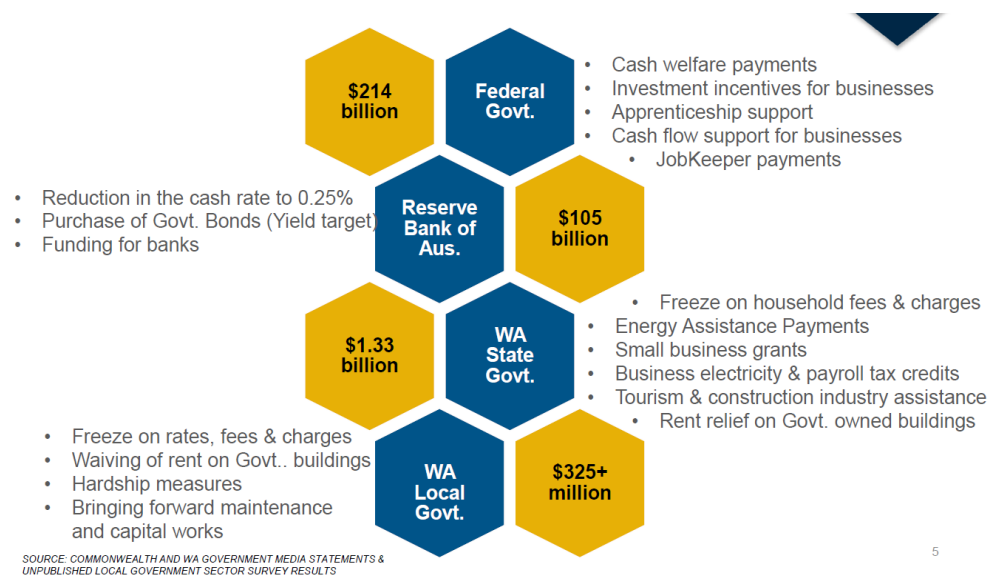 $214
billion
Federal
Govt.
• Cash welfare payments
• Investment incentives for businesses
• Apprenticeship support
• Cash flow support for businesses
• JobKeeper payments
• Reduction in the cash rate to 0.25%
• Purchase of Govt. Bonds (Yield target)
• Funding for banks
Reserve
Bank of
Aus.
$105
billion
$1.33
billion
WA
State
Govt.
• Freeze on household fees & charges
• Energy Assistance Payments
• Small business grants
• Business electricity & payroll tax credits
• Tourism & construction industry assistance
• Rent relief on Govt. owned buildings
• Freeze on rates, fees & charges
• Waiving of rent on Govt.. buildings
• Hardship measures
• Bringing forward maintenance
and capital works
WA
Local
Govt.
$325+
million
SOURCE: COMMONWEALTH AND WA GOVERNMENT MEDIA STATEMENTS &
UNPUBLISHED LOCAL GOVERNMENT SECTOR SURVEY RESULTS
5